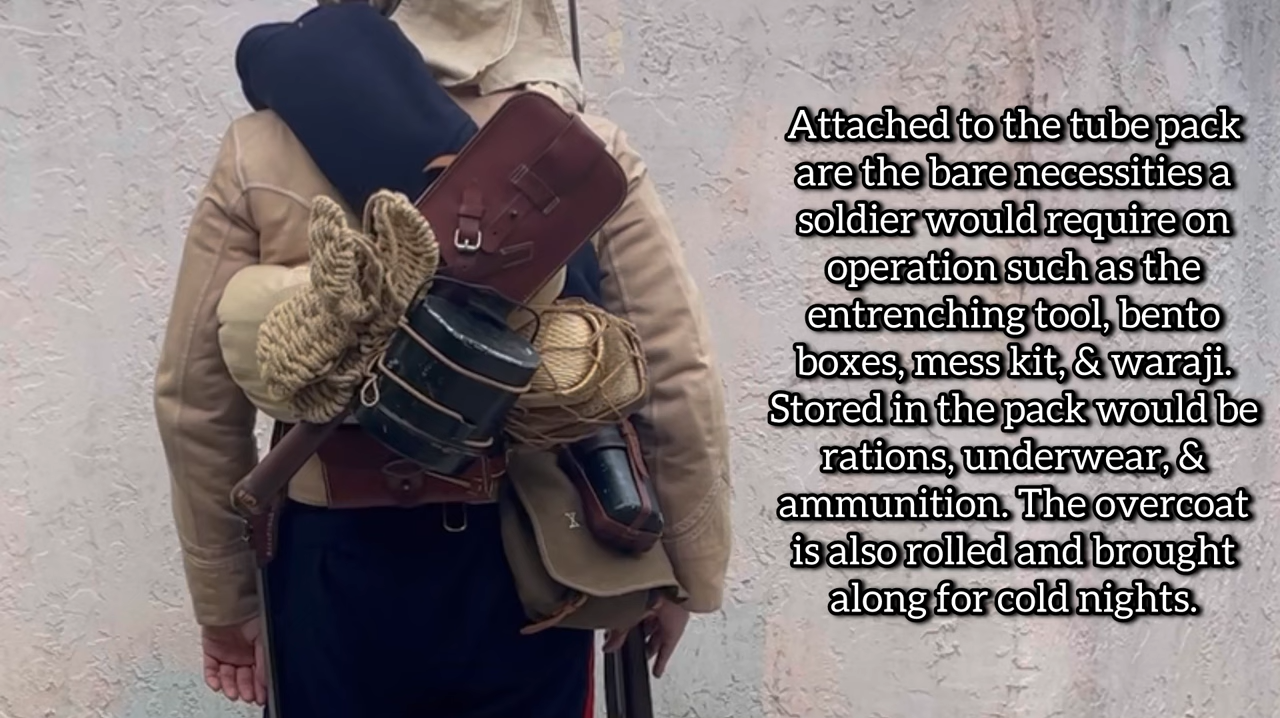 Attached to the tube pack
are the bare necessities a
soldier would require on
operation such as the
entrenching tool, bento
boxes, mess kit, & waraji.
Stored in the pack would be
rations, underwear, &
ammunition. The overcoat
is also rolled and brought
along for cold nights.